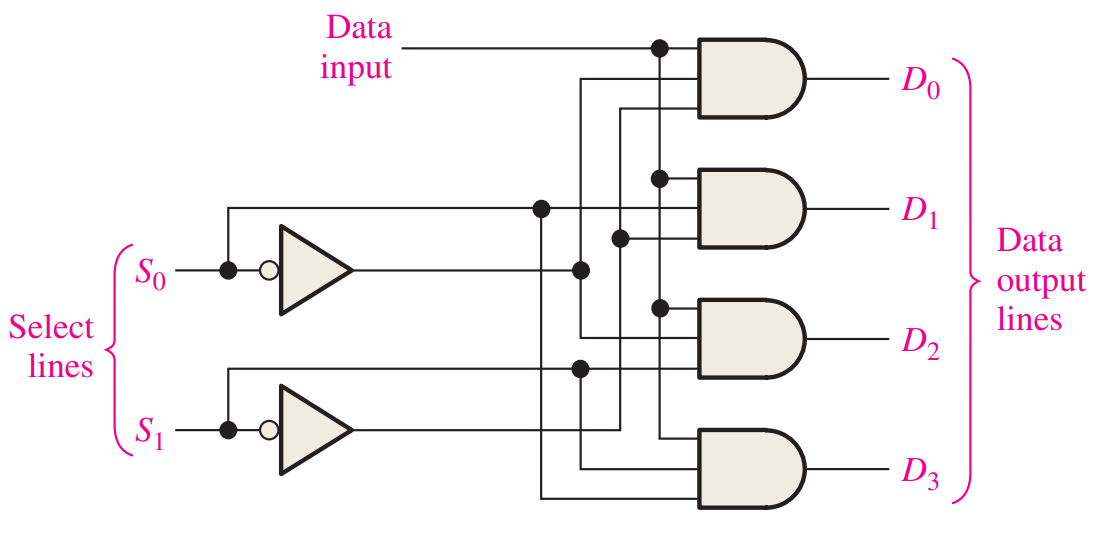 Data
input
D0
D1
D2
D3
Data
output
lines
S0
S1
Select
lines